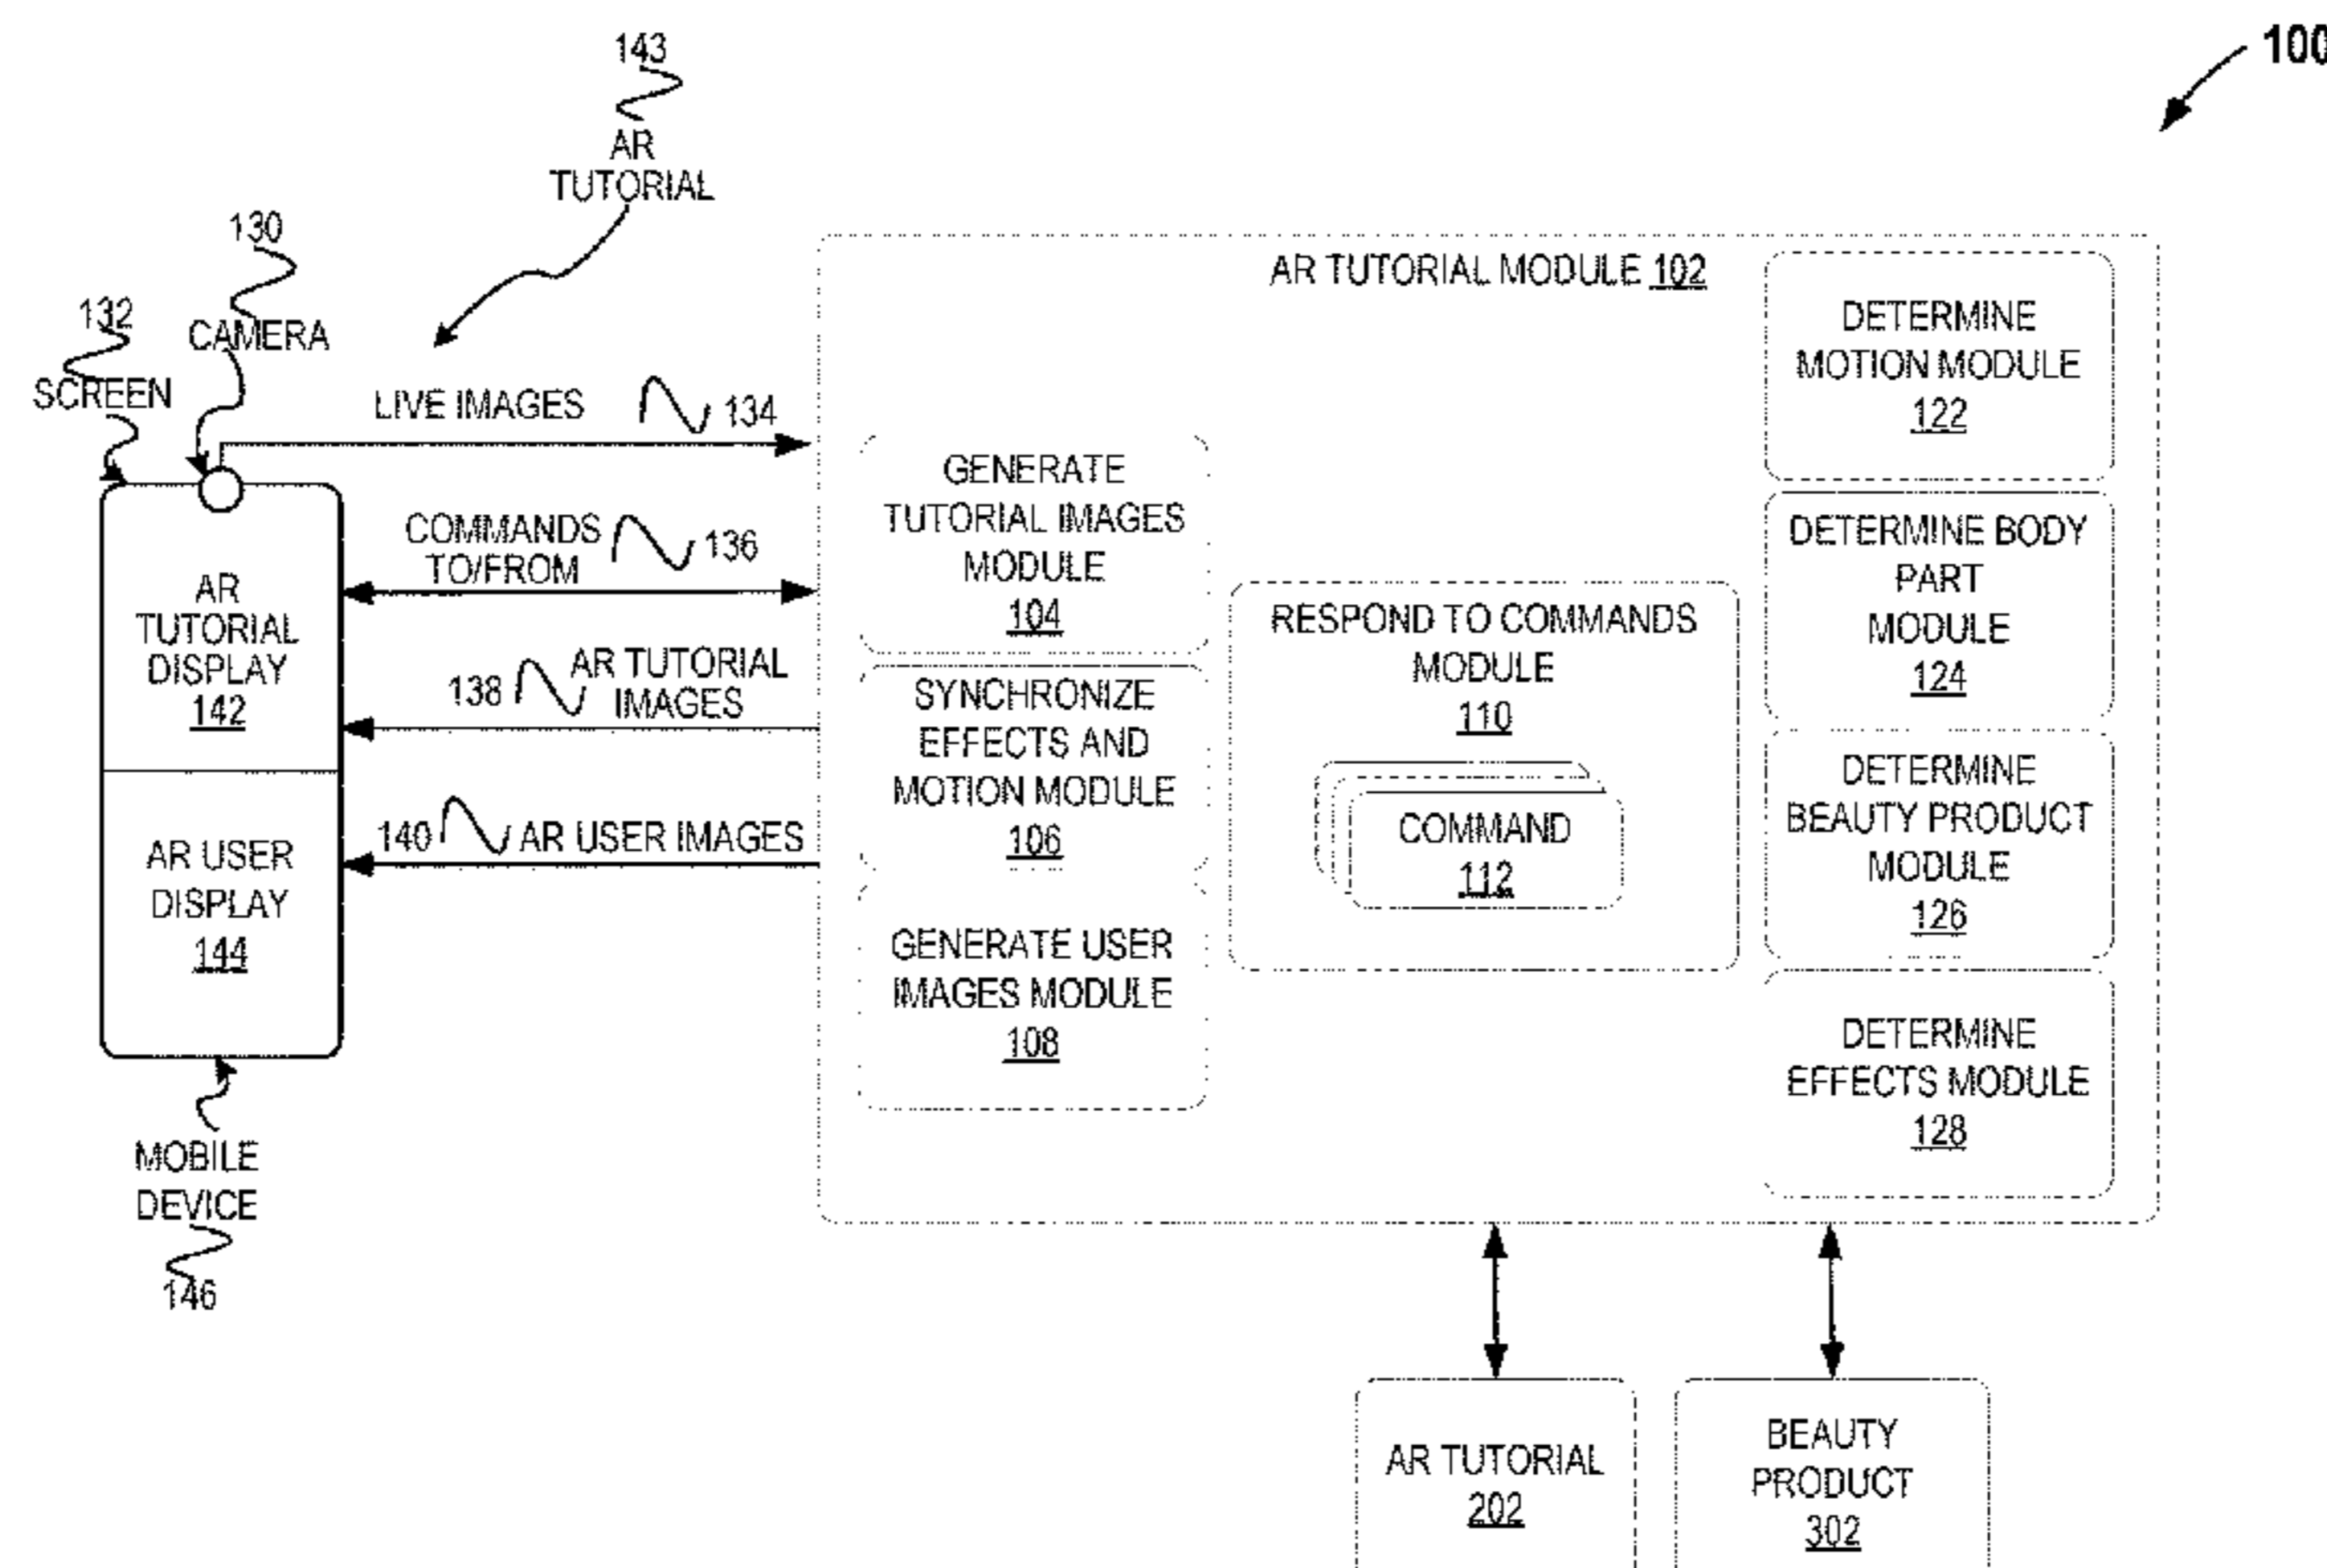 100
143
AR
TUTORIAL
130
CAMERA
132
SCREEN
LIVE IMAGES
134
COMMANDS
TO/FROM
136
138
AR TUTORIAL
IMAGES
140
AR USER IMAGES
AR
TUTORIAL
DISPLAY
142
AR USER
DISPLAY
144
MOBILE
DEVICE
146
AR TUTORIAL MODULE 102
GENERATE
TUTORIAL IMAGES
MODULE
104
SYNCHRONIZE
EFFECTS AND
MOTION MODULE
106
GENERATE USER
IMAGES MODULE
108
RESPOND TO COMMANDS
MODULE
110
COMMAND
112
DETERMINE
MOTION MODULE
122
DETERMINE BODY
PART
MODULE
124
DETERMINE
BEAUTY PRODUCT
MODULE
126
DETERMINE
EFFECTS MODULE
128
AR TUTORIAL
202
BEAUTY
PRODUCT
302